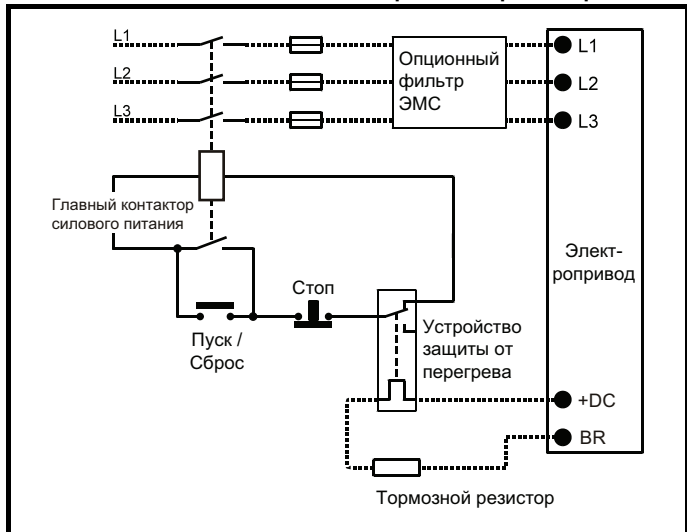 L1
L2
L3
Опционный
фильтр
ЭМС
L1
L2
L3
Главный контактор
силового питания
Элект-
ропривод
Стоп
Пуск /
Сброс
Устройство
защиты от
перегрева
+DC
BR
Тормозной резистор